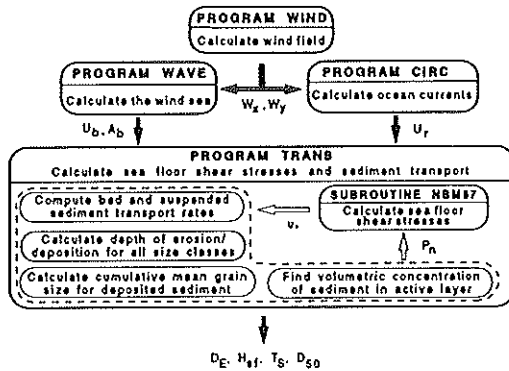 PROGRAM WIND
Calculate wind field
PROGRAM WAVE
Calculate the wind sea
PROGRAM CIRC
Calculate ocean currents
Wx, Wy
Ub, Ab
Ur
PROGRAM TRANS
Calculate sea floor shear stresses and sediment transport
Compute bed and suspended
sediment transport rates
SUBROUTINE NSM87
Calculate sea floor
shear stresses
u*
Calculate depth of erosion/
deposition for all size classes
Pn
Calculate cumulative mean grain
size for deposited sediment
Find volumetric concentration
of sediment in active layer
DE, Hsf, TS, D50